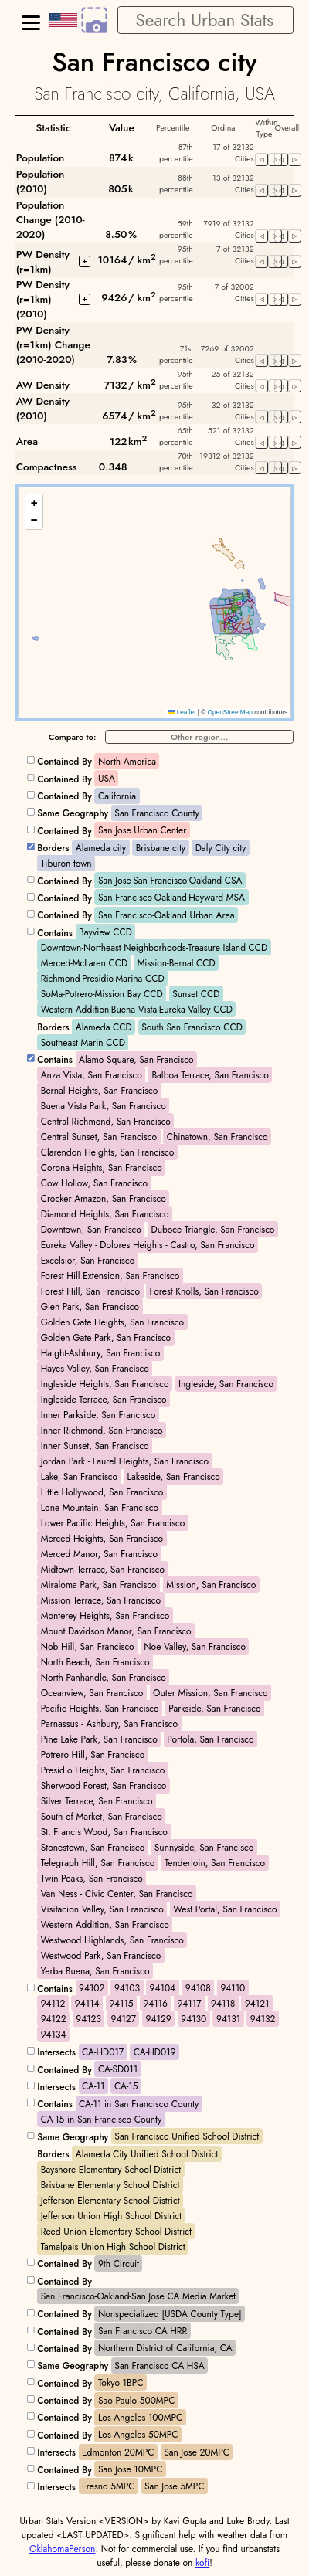 Search Urban Stats
San Francisco city
San Francisco city, California, USA
Statistic Value Percentile Ordinal Within Type Overall
Population 874k 87th percentile 17 of 32132 Cities
Population (2010) 805k 88th percentile 13 of 32132 Cities
Population Change (2010-2020) 8.50% 59th percentile 7919 of 32132 Cities
PW Density (r=1km) + 10164 / km2 95th percentile 7 of 32132 Cities
PW Density (r=1km) (2010) + 9426 / km2 95th percentile 7 of 32002 Cities
PW Density (r=1km) Change (2010-2020) 7.83% 71st percentile 7269 of 32002 Cities
AW Density 7132 / km2 95th percentile 25 of 32132 Cities
AW Density (2010) 6574 / km2 95th percentile 32 of 32132 Cities
Area 122 km2 65th percentile 521 of 32132 Cities
Compactness 0.348 70th percentile 19312 of 32132 Cities
+
−
Leaflet | © OpenStreetMap contributors
Compare to: Other region...
Contained By North America
Contained By USA
Contained By California
Same Geography San Francisco County
Contained By San Jose Urban Center
Borders Alameda city Brisbane city Daly City city
Tiburon town
Contained By San Jose-San Francisco-Oakland CSA
Contained By San Francisco-Oakland-Hayward MSA
Contained By San Francisco-Oakland Urban Area
Contains Bayview CCD
Downtown-Northeast Neighborhoods-Treasure Island CCD
Merced-McLaren CCD Mission-Bernal CCD
Richmond-Presidio-Marina CCD
SoMa-Potrero-Mission Bay CCD Sunset CCD
Western Addition-Buena Vista-Eureka Valley CCD
Borders Alameda CCD South San Francisco CCD
Southeast Marin CCD
Contains Alamo Square, San Francisco
Anza Vista, San Francisco Balboa Terrace, San Francisco
Bernal Heights, San Francisco
Buena Vista Park, San Francisco
Central Richmond, San Francisco
Central Sunset, San Francisco Chinatown, San Francisco
Clarendon Heights, San Francisco
Corona Heights, San Francisco
Cow Hollow, San Francisco
Crocker Amazon, San Francisco
Diamond Heights, San Francisco
Downtown, San Francisco Duboce Triangle, San Francisco
Eureka Valley - Dolores Heights - Castro, San Francisco
Excelsior, San Francisco
Forest Hill Extension, San Francisco
Forest Hill, San Francisco Forest Knolls, San Francisco
Glen Park, San Francisco
Golden Gate Heights, San Francisco
Golden Gate Park, San Francisco
Haight-Ashbury, San Francisco
Hayes Valley, San Francisco
Ingleside Heights, San Francisco Ingleside, San Francisco
Ingleside Terrace, San Francisco
Inner Parkside, San Francisco
Inner Richmond, San Francisco
Inner Sunset, San Francisco
Jordan Park - Laurel Heights, San Francisco
Lake, San Francisco Lakeside, San Francisco
Little Hollywood, San Francisco
Lone Mountain, San Francisco
Lower Pacific Heights, San Francisco
Merced Heights, San Francisco
Merced Manor, San Francisco
Midtown Terrace, San Francisco
Miraloma Park, San Francisco Mission, San Francisco
Mission Terrace, San Francisco
Monterey Heights, San Francisco
Mount Davidson Manor, San Francisco
Nob Hill, San Francisco Noe Valley, San Francisco
North Beach, San Francisco
North Panhandle, San Francisco
Oceanview, San Francisco Outer Mission, San Francisco
Pacific Heights, San Francisco Parkside, San Francisco
Parnassus - Ashbury, San Francisco
Pine Lake Park, San Francisco Portola, San Francisco
Potrero Hill, San Francisco
Presidio Heights, San Francisco
Sherwood Forest, San Francisco
Silver Terrace, San Francisco
South of Market, San Francisco
St. Francis Wood, San Francisco
Stonestown, San Francisco Sunnyside, San Francisco
Telegraph Hill, San Francisco Tenderloin, San Francisco
Twin Peaks, San Francisco
Van Ness - Civic Center, San Francisco
Visitacion Valley, San Francisco West Portal, San Francisco
Western Addition, San Francisco
Westwood Highlands, San Francisco
Westwood Park, San Francisco
Yerba Buena, San Francisco
Contains 94102 94103 94104 94108 94110
94112 94114 94115 94116 94117 94118 94121
94122 94123 94127 94129 94130 94131 94132
94134
Intersects CA-HD017 CA-HD019
Contained By CA-SD011
Intersects CA-11 CA-15
Contains CA-11 in San Francisco County
CA-15 in San Francisco County
Same Geography San Francisco Unified School District
Borders Alameda City Unified School District
Bayshore Elementary School District
Brisbane Elementary School District
Jefferson Elementary School District
Jefferson Union High School District
Reed Union Elementary School District
Tamalpais Union High School District
Contained By 9th Circuit
Contained By
San Francisco-Oakland-San Jose CA Media Market
Contained By Nonspecialized [USDA County Type]
Contained By San Francisco CA HRR
Contained By Northern District of California, CA
Same Geography San Francisco CA HSA
Contained By Tokyo 1BPC
Contained By São Paulo 500MPC
Contained By Los Angeles 100MPC
Contained By Los Angeles 50MPC
Intersects Edmonton 20MPC San Jose 20MPC
Contained By San Jose 10MPC
Intersects Fresno 5MPC San Jose 5MPC
Urban Stats Version <VERSION> by Kavi Gupta and Luke Brody. Last
updated <LAST UPDATED>. Significant help with weather data from
OklahomaPerson. Not for commercial use. If you find urbanstats
useful, please donate on kofi!